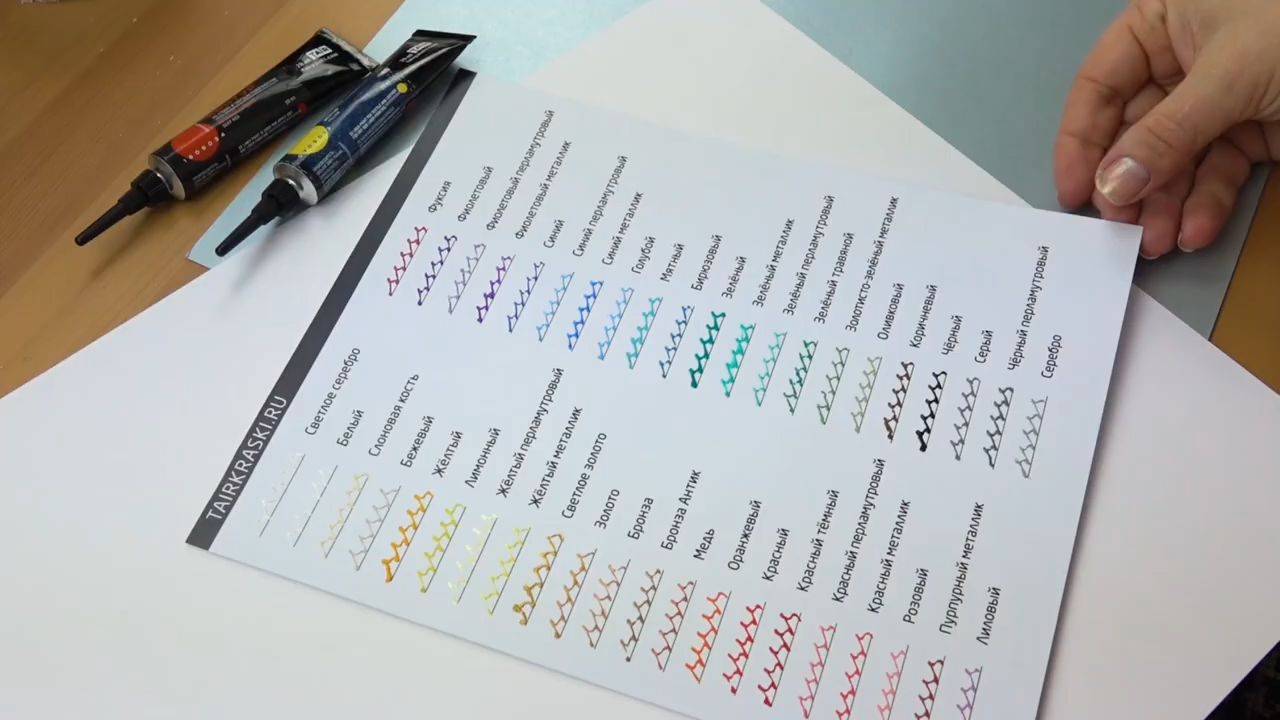 TAIRKRASKI.RU
Светлое серебро
Белый
Слоновая кость
Бежевый
Жёлтый
Лимонный
Жёлтый перламутровый
Жёлтый металлик
Светлое золото
Золото
Бронза
Бронза Антик
Медь
Оранжевый
Красный
Красный тёмный
Красный перламутровый
Красный металлик
Розовый
Пурпурный металлик
Лиловый
Фуксия
Фиолетовый
Фиолетовый перламутровый
Фиолетовый металлик
Синий
Синий перламутровый
Синий металлик
Голубой
Мятный
Бирюзовый
Зелёный
Зелёный металлик
Зелёный перламутровый
Зелёный травяной
Золотисто-зелёный металлик
Оливковый
Коричневый
Чёрный
Серый
Чёрный перламутровый
Серебро